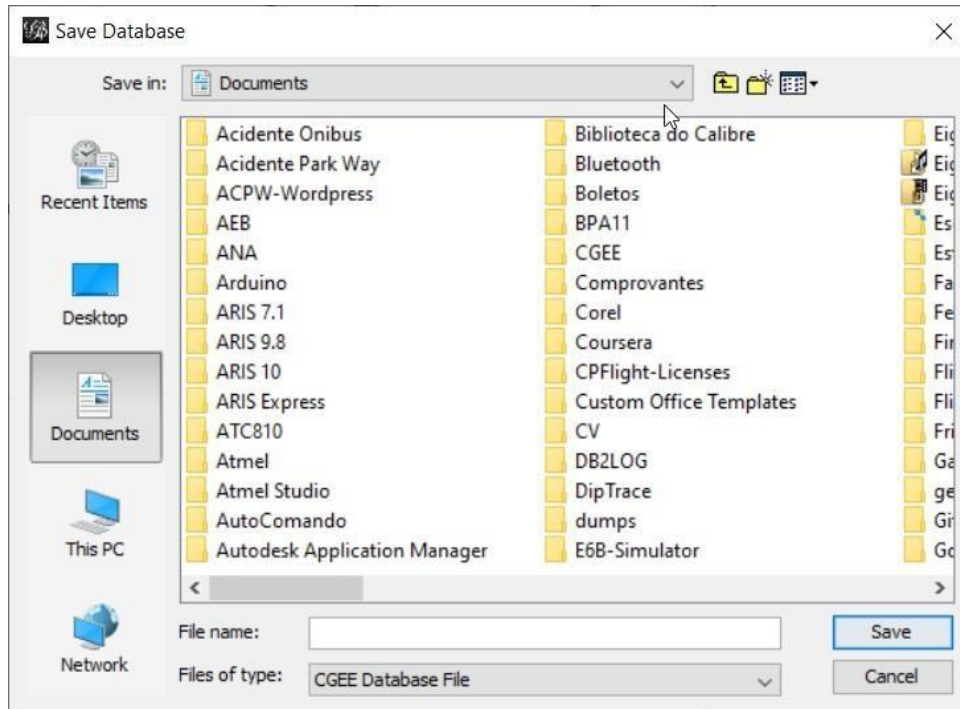 Save Database
Save in:
Documents
Recent Items
Desktop
Documents
This PC
Network
Acidente Onibus
Acidente Park Way
ACPW-Wordpress
AEB
ANA
Arduino
ARIS 7.1
ARIS 9.8
ARIS 10
ARIS Express
ATC810
Atmel
Atmel Studio
AutoComando
Autodesk Application Manager
Biblioteca do Calibre
Bluetooth
Boletos
BPA11
CGEE
Comprovantes
Corel
Coursera
CPFlight-Licenses
Custom Office Templates
CV
DB2LOG
DipTrace
dumps
E6B-Simulator
File name:
Save
Files of type:
CGEE Database File
Cancel